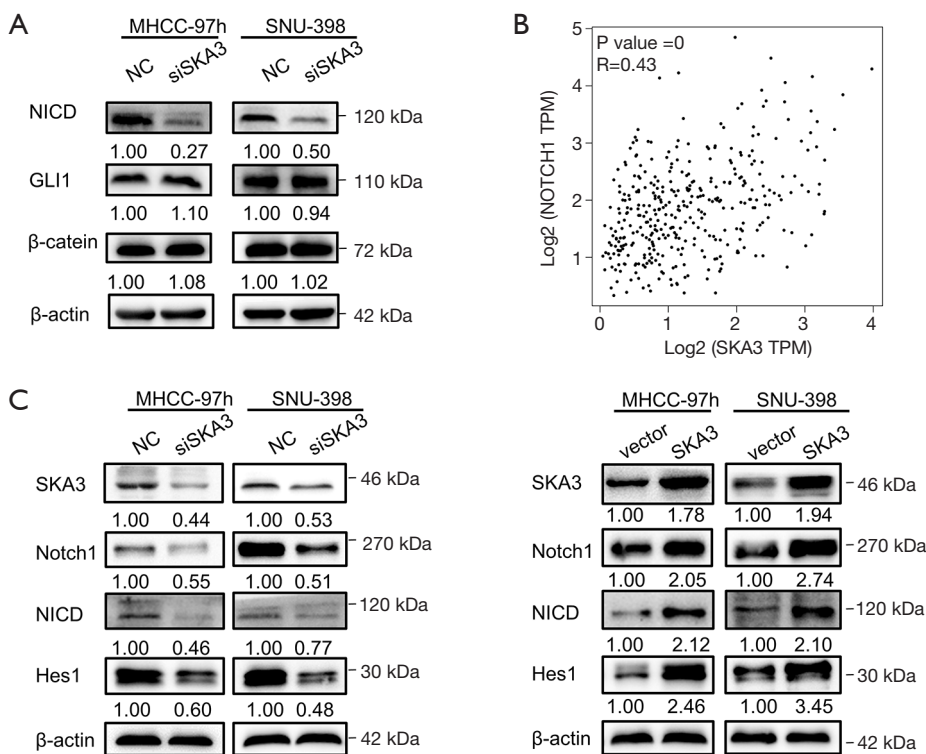 A
MHCC-97h SNU-398
NC siSKA3 NC siSKA3
NICD 120 kDa
1.00 0.27 1.00 0.50
GLI1 110 kDa
1.00 1.10 1.00 0.94
β-catein 72 kDa
1.00 1.08 1.00 1.02
β-actin 42 kDa
B
P value =0
R=0.43
5
4
3
2
1
Log2 (NOTCH1 TPM)
0 1 2 3 4
Log2 (SKA3 TPM)
C
MHCC-97h SNU-398
NC siSKA3 NC siSKA3
SKA3 46 kDa
1.00 0.44 1.00 0.53
Notch1 270 kDa
1.00 0.55 1.00 0.51
NICD 120 kDa
1.00 0.46 1.00 0.77
Hes1 30 kDa
1.00 0.60 1.00 0.48
β-actin 42 kDa
MHCC-97h SNU-398
vector SKA3 vector SKA3
SKA3 46 kDa
1.00 1.78 1.00 1.94
Notch1 270 kDa
1.00 2.05 1.00 2.74
NICD 120 kDa
1.00 2.12 1.00 2.10
Hes1 30 kDa
1.00 2.46 1.00 3.45
β-actin 42 kDa